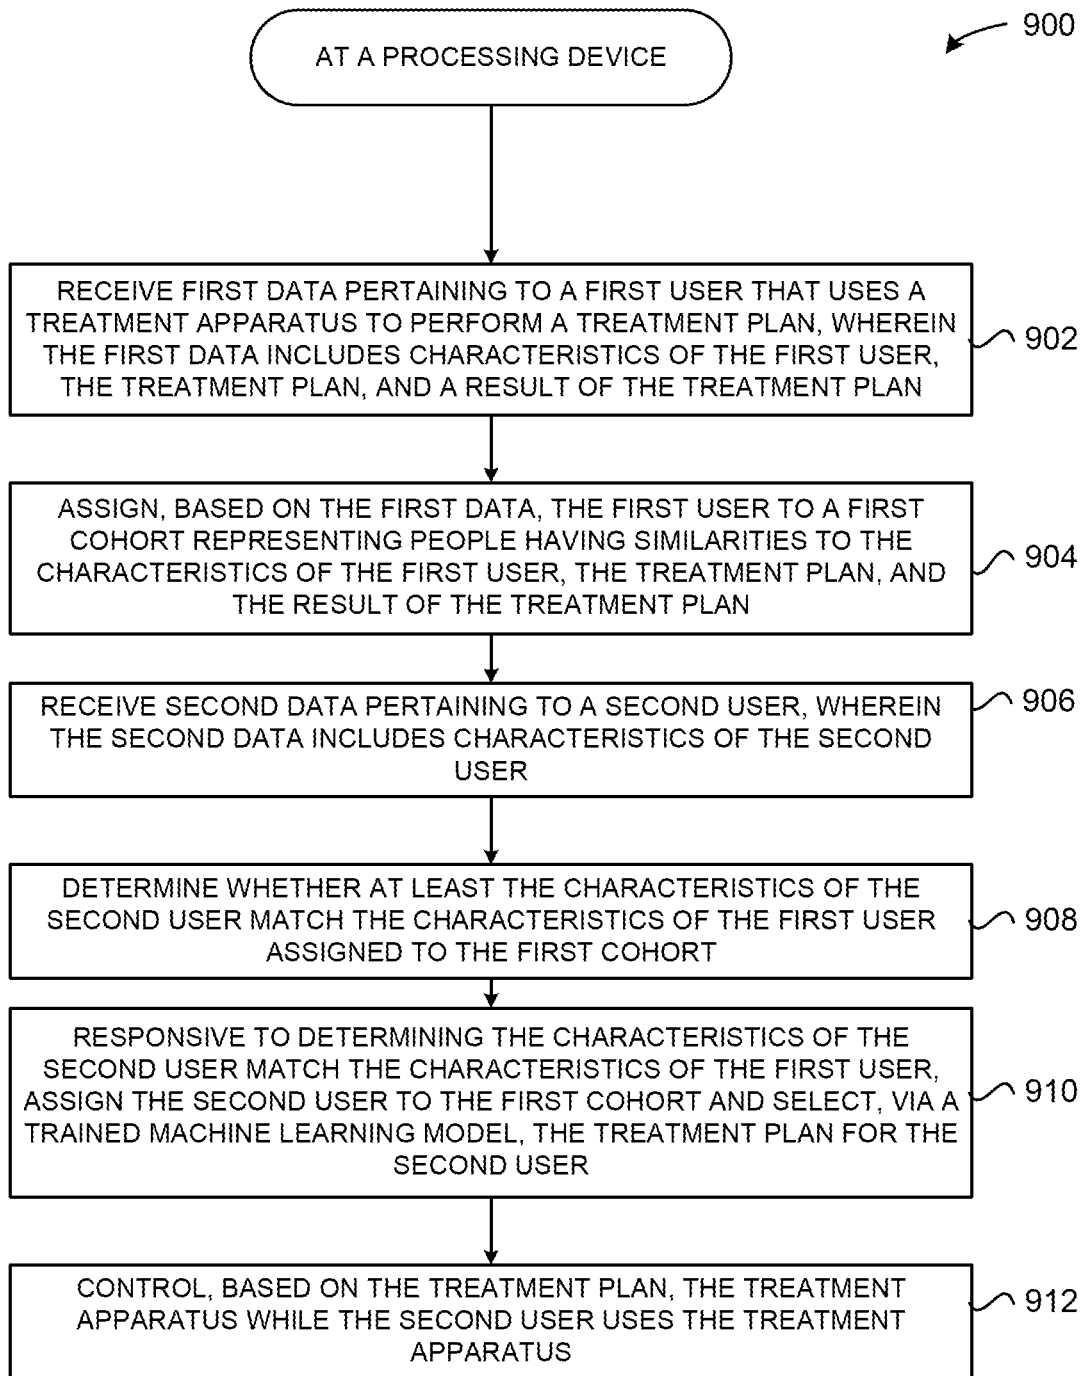 900
AT A PROCESSING DEVICE
RECEIVE FIRST DATA PERTAINING TO A FIRST USER THAT USES A
TREATMENT APPARATUS TO PERFORM A TREATMENT PLAN, WHEREIN
THE FIRST DATA INCLUDES CHARACTERISTICS OF THE FIRST USER,
THE TREATMENT PLAN, AND A RESULT OF THE TREATMENT PLAN
902
ASSIGN, BASED ON THE FIRST DATA, THE FIRST USER TO A FIRST
COHORT REPRESENTING PEOPLE HAVING SIMILARITIES TO THE
CHARACTERISTICS OF THE FIRST USER, THE TREATMENT PLAN, AND
THE RESULT OF THE TREATMENT PLAN
904
RECEIVE SECOND DATA PERTAINING TO A SECOND USER, WHEREIN
THE SECOND DATA INCLUDES CHARACTERISTICS OF THE SECOND
USER
906
DETERMINE WHETHER AT LEAST THE CHARACTERISTICS OF THE
SECOND USER MATCH THE CHARACTERISTICS OF THE FIRST USER
ASSIGNED TO THE FIRST COHORT
908
RESPONSIVE TO DETERMINING THE CHARACTERISTICS OF THE
SECOND USER MATCH THE CHARACTERISTICS OF THE FIRST USER,
ASSIGN THE SECOND USER TO THE FIRST COHORT AND SELECT, VIA A
TRAINED MACHINE LEARNING MODEL, THE TREATMENT PLAN FOR THE
SECOND USER
910
CONTROL, BASED ON THE TREATMENT PLAN, THE TREATMENT
APPARATUS WHILE THE SECOND USER USES THE TREATMENT
APPARATUS
912